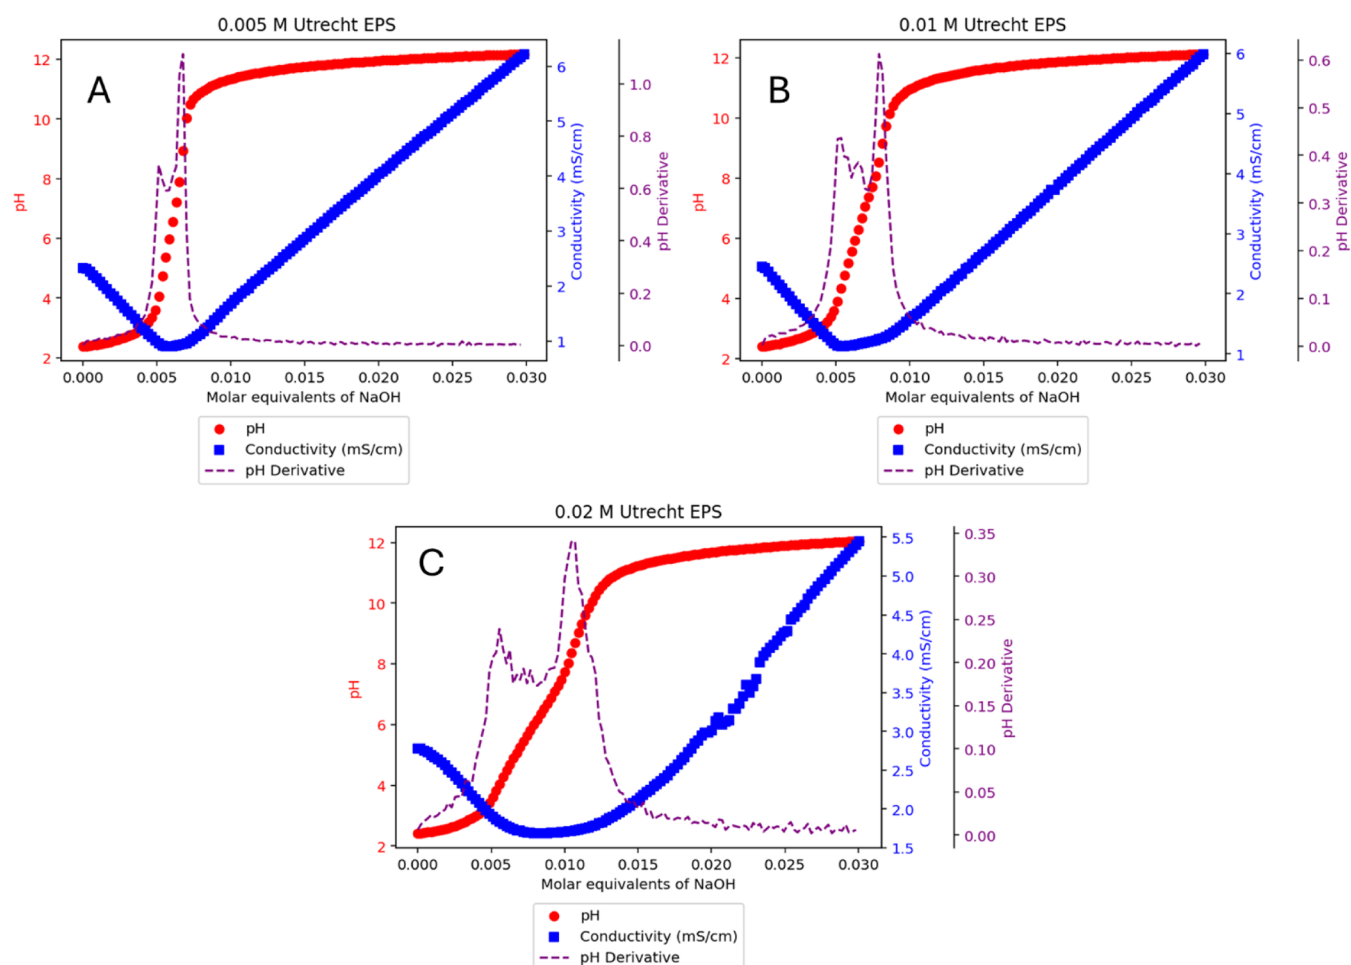 0.005 M Utrecht EPS
A
pH
12
10
8
6
4
2
0.000 0.005 0.010 0.015 0.020 0.025 0.030
Molar equivalents of NaOH
6
5
4
3
2
1
Conductivity (mS/cm)
1.0
0.8
0.6
0.4
0.2
0.0
pH Derivative
pH
Conductivity (mS/cm)
pH Derivative
0.01 M Utrecht EPS
B
pH
12
10
8
6
4
2
0.000 0.005 0.010 0.015 0.020 0.025 0.030
Molar equivalents of NaOH
6
5
4
3
2
1
Conductivity (mS/cm)
0.6
0.5
0.4
0.3
0.2
0.1
0.0
pH Derivative
pH
Conductivity (mS/cm)
pH Derivative
0.02 M Utrecht EPS
C
pH
12
10
8
6
4
2
0.000 0.005 0.010 0.015 0.020 0.025 0.030
Molar equivalents of NaOH
5.5
5.0
4.5
4.0
3.5
3.0
2.5
2.0
1.5
Conductivity (mS/cm)
0.35
0.30
0.25
0.20
0.15
0.10
0.05
0.00
pH Derivative
pH
Conductivity (mS/cm)
pH Derivative